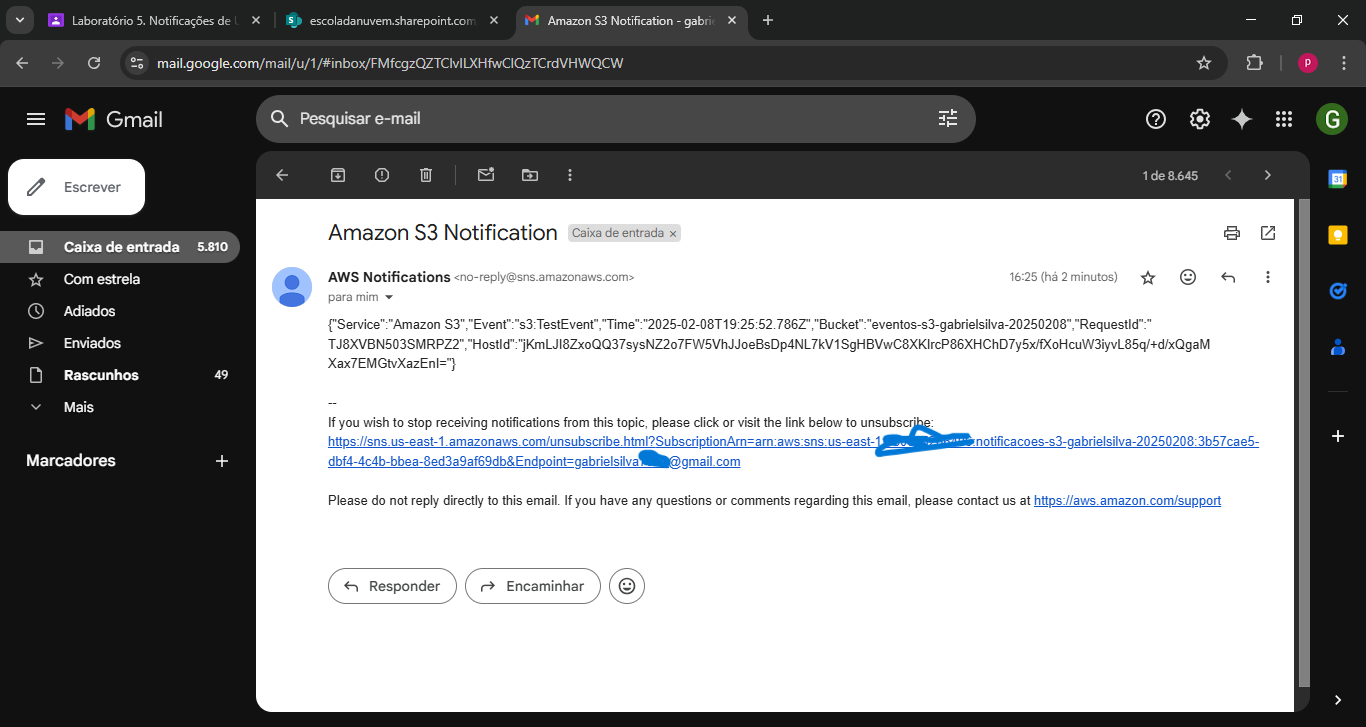 Laboratório 5. Notificações de
escoladanuvem.sharepoint.com
Amazon S3 Notification - gabrie
mail.google.com/mail/u/1/#inbox/FMfcgzQZTClvlLXHfwClQzTCrdVHWQCW
P
Gmail
Pesquisar e-mail
G
Escrever
1 de 8.645
31
Caixa de entrada 5.810
Com estrela
Adiados
Enviados
Rascunhos 49
Mais
Marcadores
Amazon S3 Notification Caixa de entrada x
AWS Notifications <no-reply@sns.amazonaws.com> 16:25 (há 2 minutos)
para mim
{"Service":"Amazon S3","Event":"s3:TestEvent","Time":"2025-02-08T19:25:52.786Z","Bucket":"eventos-s3-gabrielsilva-20250208","RequestId":"
TJ8XVBN503SMRPZ2","HostId":"jKmLJI8ZxoQQ37sysNZ2o7FW5VhJJoeBsDp4NL7kV1SgHBVwC8XKIrcP86XHChD7y5x/fXoHcuW3iyvL85q/+d/xQgaM
Xax7EMGtvXazEnI="}
--
If you wish to stop receiving notifications from this topic, please click or visit the link below to unsubscribe:
https://sns.us-east-1.amazonaws.com/unsubscribe.html?SubscriptionArn=arn:aws:sns:us-east-1 notificacoes-s3-gabrielsilva-20250208:3b57cae5-
dbf4-4c4b-bbea-8ed3a9af69db&Endpoint=gabrielsilva @gmail.com
Please do not reply directly to this email. If you have any questions or comments regarding this email, please contact us at https://aws.amazon.com/support
Responder Encaminhar